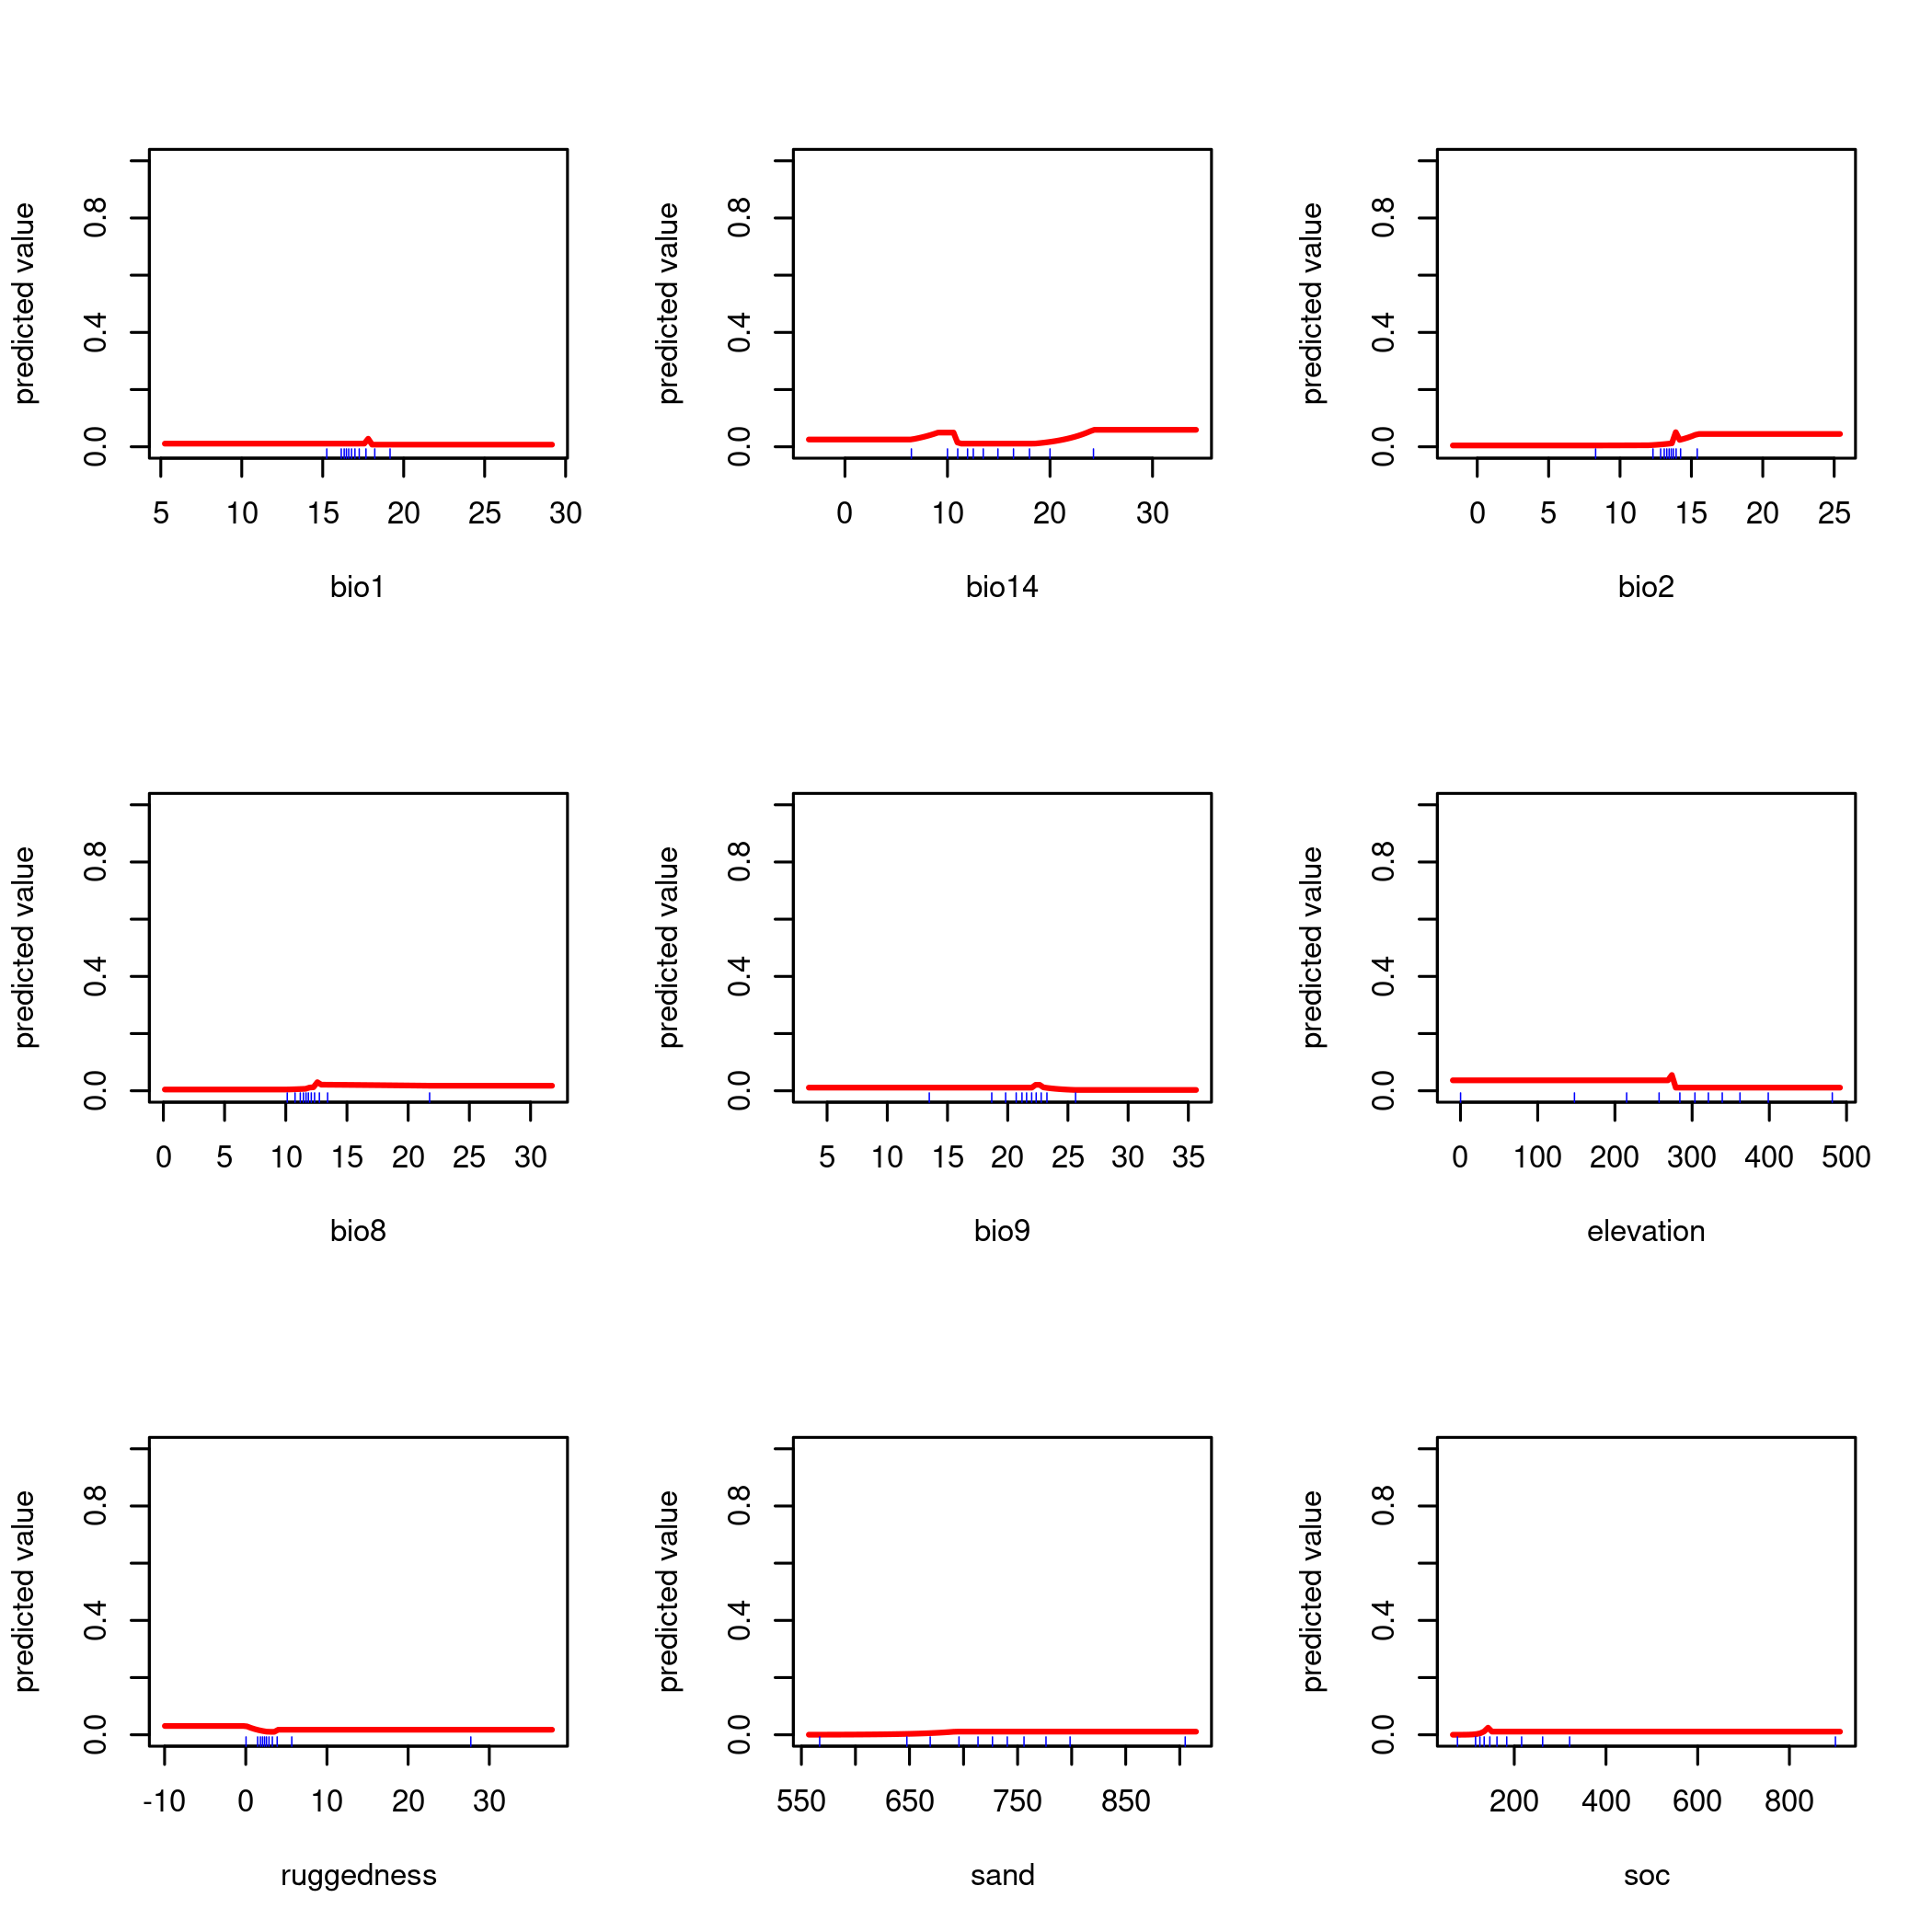 predicted value
0.0 0.4 0.8
5 10 15 20 25 30
bio1
predicted value
0.0 0.4 0.8
0 10 20 30
bio14
predicted value
0.0 0.4 0.8
0 5 10 15 20 25
bio2
predicted value
0.0 0.4 0.8
0 5 10 15 20 25 30
bio8
predicted value
0.0 0.4 0.8
5 10 15 20 25 30 35
bio9
predicted value
0.0 0.4 0.8
0 100 200 300 400 500
elevation
predicted value
0.0 0.4 0.8
-10 0 10 20 30
ruggedness
predicted value
0.0 0.4 0.8
550 650 750 850
sand
predicted value
0.0 0.4 0.8
200 400 600 800
soc